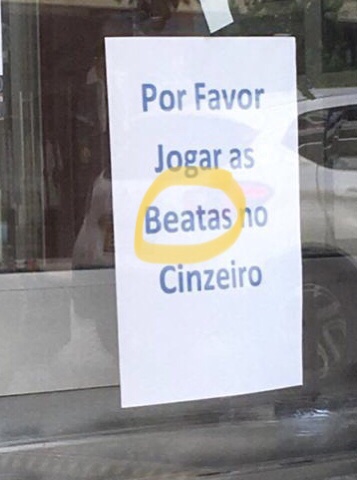 Por Favor
Jogar as
Beatas no
Cinzeiro